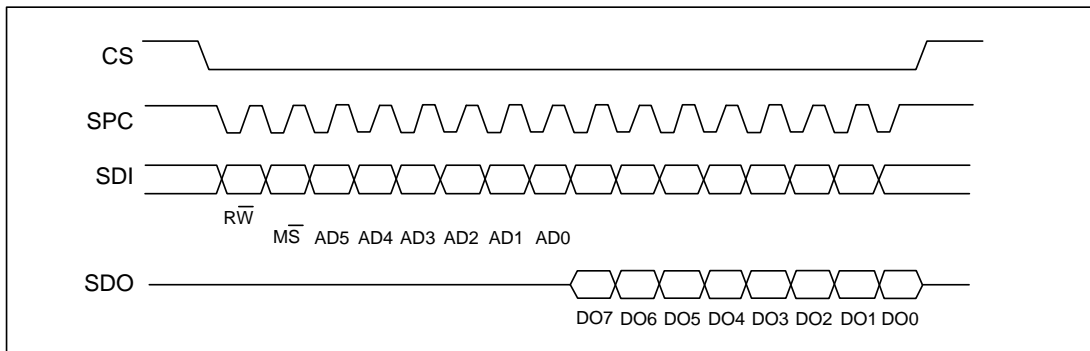 CS
SPC
SDI
RW̅
MS̅ AD5 AD4 AD3 AD2 AD1 AD0
SDO
DO7 DO6 DO5 DO4 DO3 DO2 DO1 DO0